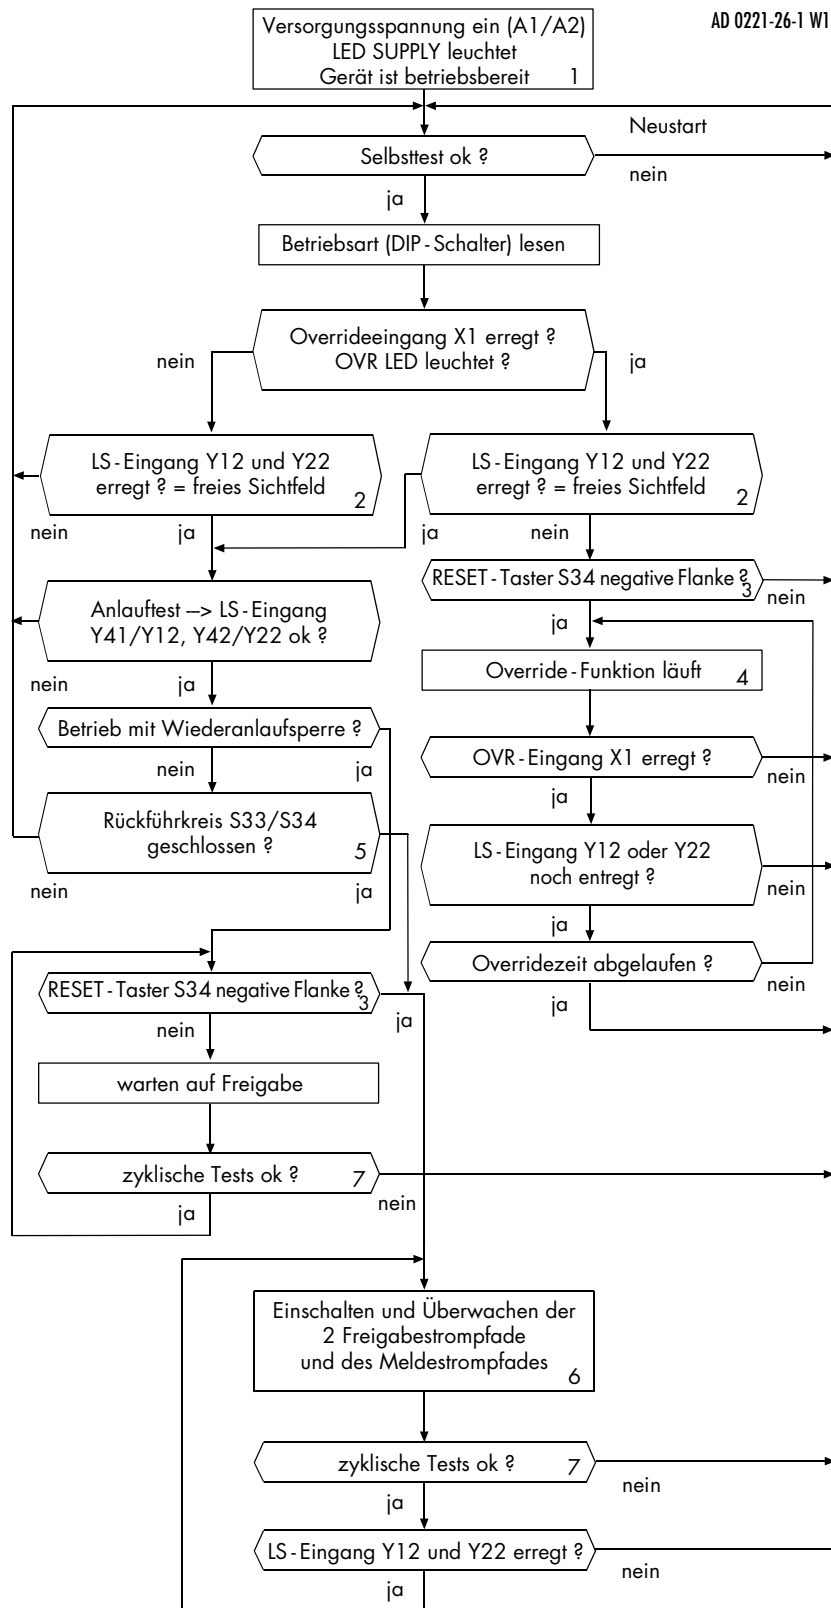 AD 0221-26-1 W1
Versorgungsspannung ein (A1/A2)
LED SUPPLY leuchtet
Gerät ist betriebsbereit 1
Neustart
Selbsttest ok ?
nein
ja
Betriebsart (DIP-Schalter) lesen
Overrideeingang X1 erregt ?
OVR LED leuchtet ?
nein
ja
LS-Eingang Y12 und Y22
erregt ? = freies Sichtfeld
2
nein
ja
LS-Eingang Y12 und Y22
erregt ? = freies Sichtfeld
2
ja
nein
RESET-Taster S34 negative Flanke ?
3
nein
ja
Anlauftest --> LS-Eingang
Y41/Y12, Y42/Y22 ok ?
nein
ja
Override-Funktion läuft
4
Betrieb mit Wiederanlaufsperre ?
nein
ja
OVR-Eingang X1 erregt ?
nein
ja
Rückführkreis S33/S34
geschlossen ?
5
nein
ja
LS-Eingang Y12 oder Y22
noch entregt ?
nein
ja
Overridezeit abgelaufen ?
nein
ja
RESET-Taster S34 negative Flanke ?
3
nein
ja
warten auf Freigabe
zyklische Tests ok ?
7
ja
nein
Einschalten und Überwachen der
2 Freigabestrompfade
und des Meldestrompfades
6
zyklische Tests ok ?
7
nein
ja
LS-Eingang Y12 und Y22 erregt ?
nein
ja